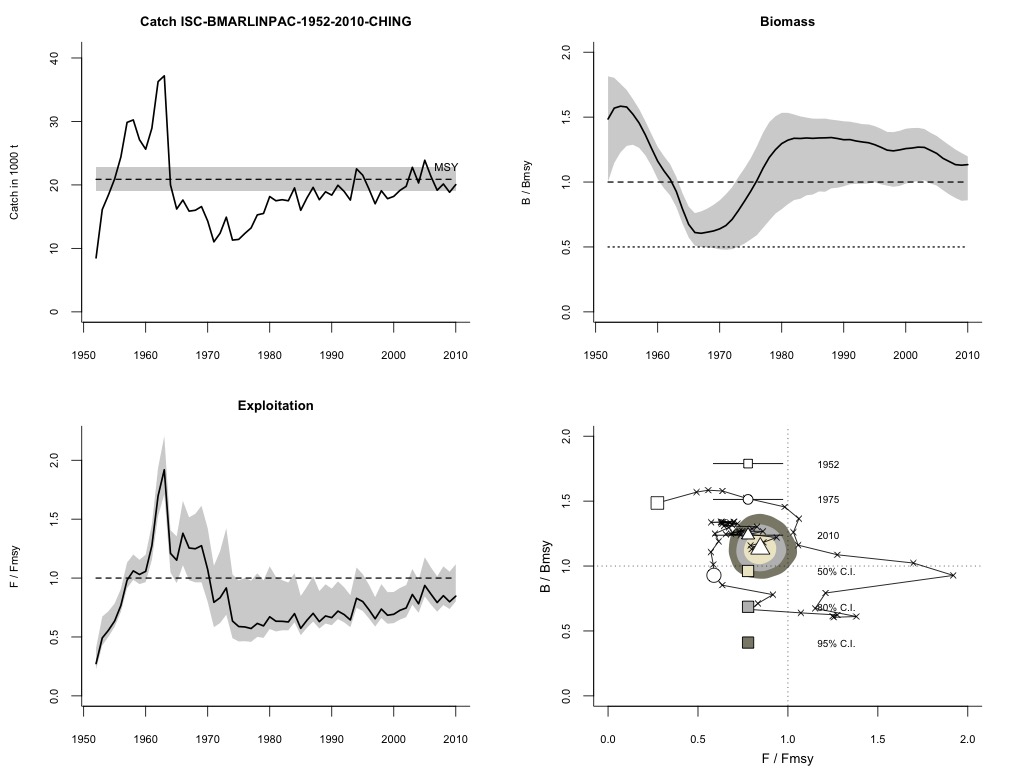 Catch ISC-BMARLINPAC-1952-2010-CHING
Catch in 1000 t
40
30
20
10
0
MSY
1950 1960 1970 1980 1990 2000 2010
Biomass
B / Bmsy
2.0
1.5
1.0
0.5
0.0
1950 1960 1970 1980 1990 2000 2010
Exploitation
F / Fmsy
2.0
1.5
1.0
0.5
0.0
1950 1960 1970 1980 1990 2000 2010
B / Bmsy
2.0
1.5
1.0
0.5
0.0
1952
1975
2010
50% C.I.
80% C.I.
95% C.I.
0.0 0.5 1.0 1.5 2.0
F / Fmsy